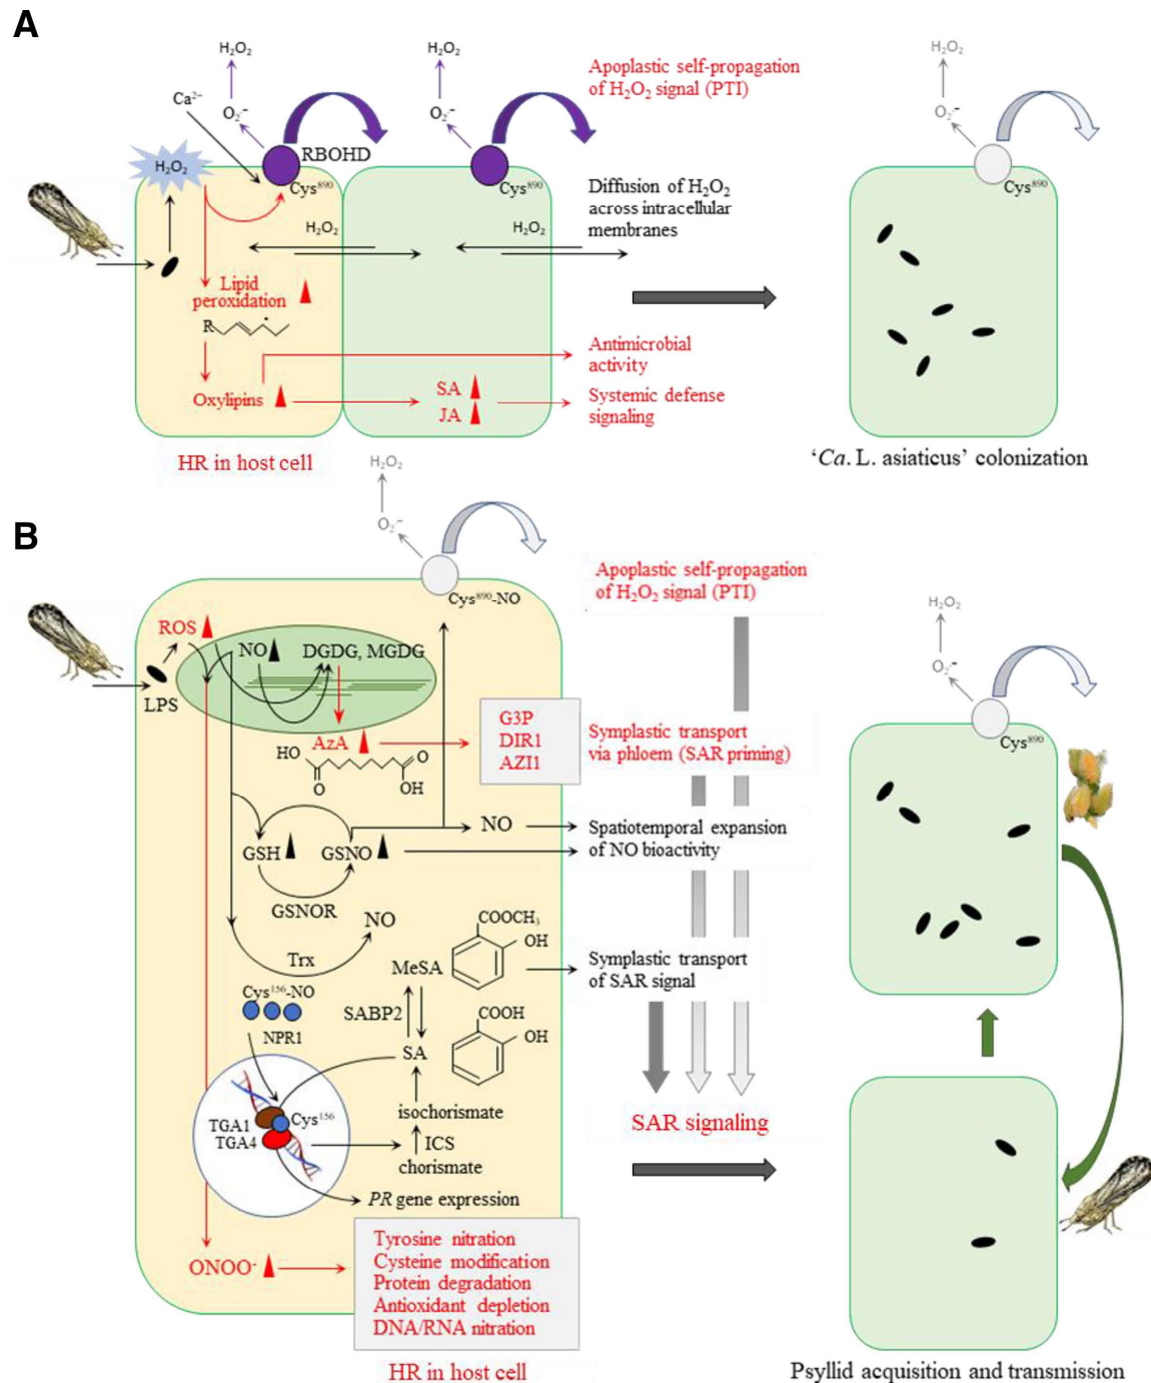 A
H₂O₂
H₂O₂
H₂O₂
Apoplastic self-propagation
of H₂O₂ signal (PTI)
Ca²⁺
O₂⁻
O₂⁻
O₂⁻
H₂O₂
RBOHD
Cys⁸⁹⁰
Cys⁸⁹⁰
Cys⁸⁹⁰
Diffusion of H₂O₂
across intracellular
membranes
H₂O₂
H₂O₂
Lipid
peroxidation
R
Antimicrobial
activity
Oxylipins
SA
JA
Systemic defense
signaling
HR in host cell
'Ca. L. asiaticus' colonization
H₂O₂
O₂⁻
B
Cys⁸⁹⁰-NO
Apoplastic self-propagation
of H₂O₂ signal (PTI)
H₂O₂
O₂⁻
Cys⁸⁹⁰
ROS
NO
DGDG, MGDG
LPS
AzA
HO
O
O
OH
G3P
DIR1
AZI1
Symplastic transport
via phloem (SAR priming)
NO
Spatiotemporal expansion
of NO bioactivity
GSH
GSNO
GSNOR
NO
Trx
COOCH₃
OH
MeSA
Symplastic transport
of SAR signal
Cys¹⁵⁶-NO
NPR1
SABP2
COOH
OH
SA
isochorismate
ICS
chorismate
TGA1
TGA4
Cys¹⁵⁶
PR gene expression
SAR signaling
ONOO⁻
Tyrosine nitration
Cysteine modification
Protein degradation
Antioxidant depletion
DNA/RNA nitration
HR in host cell
Psyllid acquisition and transmission